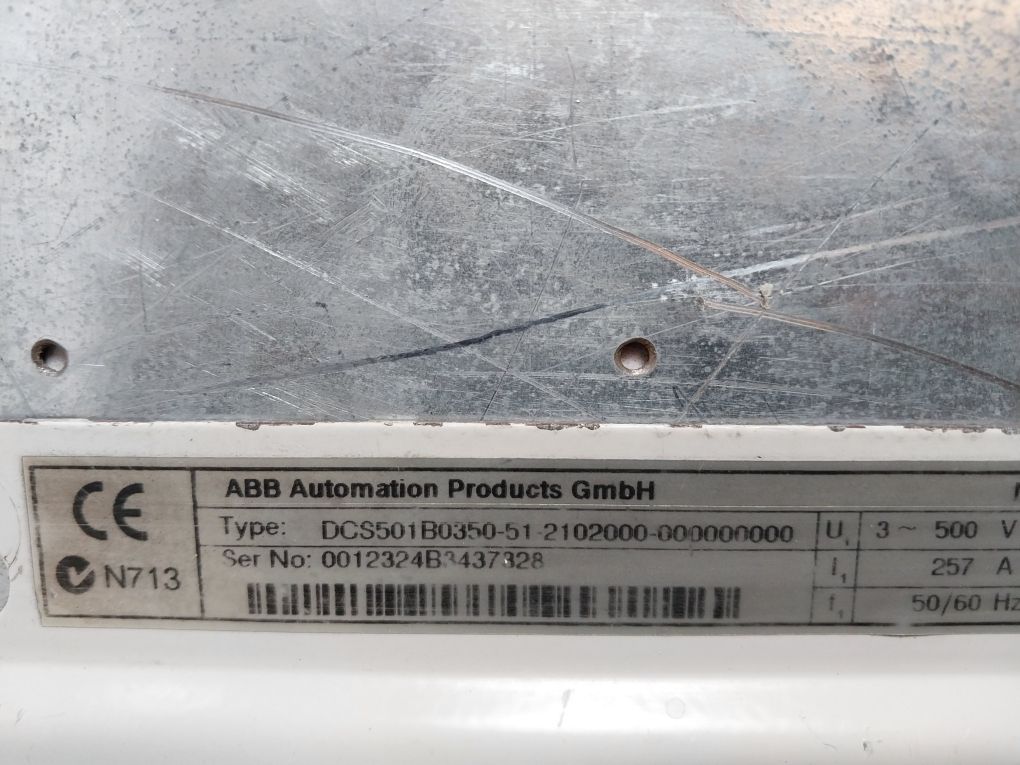 CE
N713
ABB Automation Products GmbH
Type: DCS501B0350-51-2102000-000000000
Ser No: 0012324B3437328
U₁ 3 ~ 500 V
I₁ 257 A
f₁ 50/60 Hz